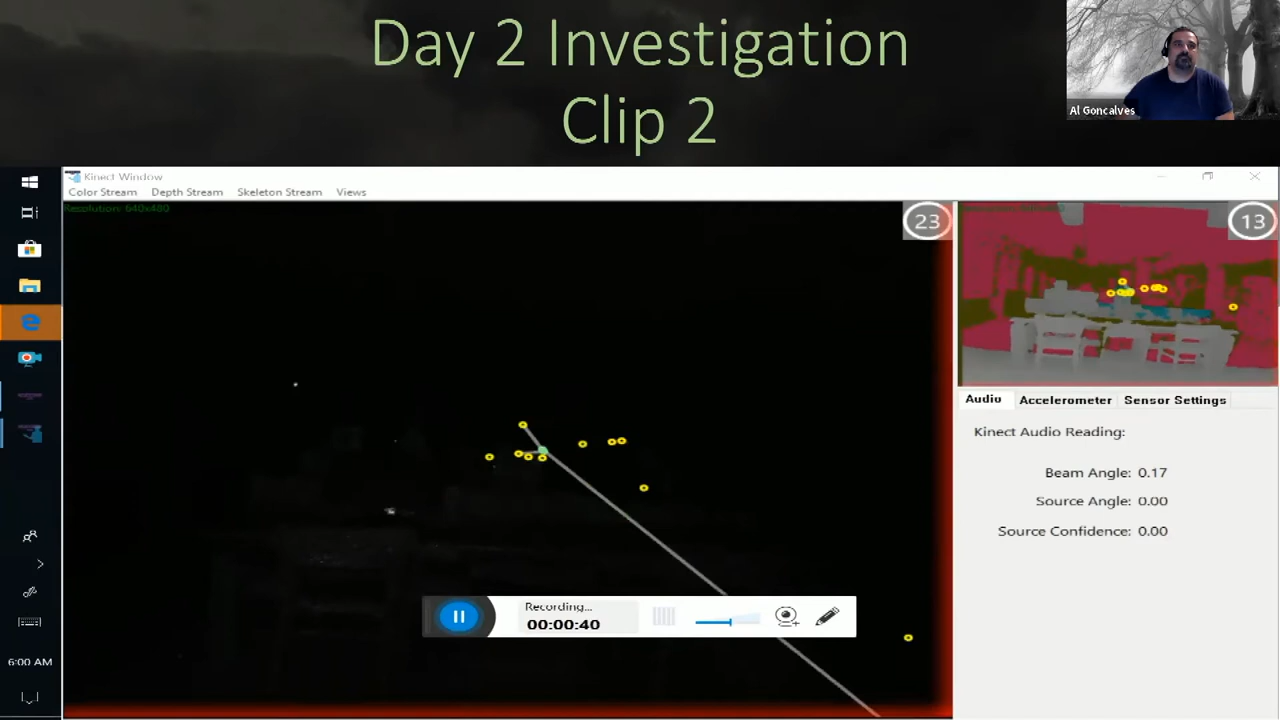 Day 2 Investigation
Clip 2
Al Goncalves
Kinect Window
Color Stream Depth Stream Skeleton Stream Views
Resolution: 640x480
23
13
Audio Accelerometer Sensor Settings
Kinect Audio Reading:
Beam Angle: 0.17
Source Angle: 0.00
Source Confidence: 0.00
Recording...
00:00:40
6:00 AM